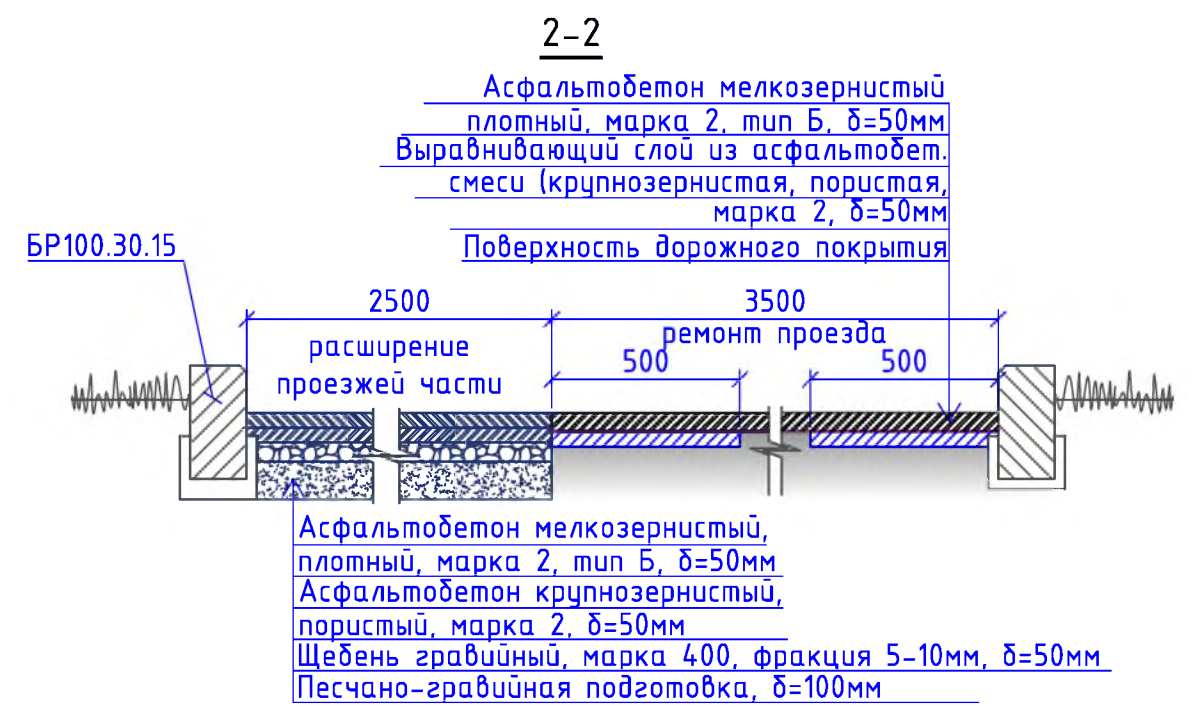 2-2
Асфальтобетон мелкозернистый
плотный, марка 2, тип Б, δ=50мм
Выравнивающий слой из асфальтобет.
смеси (крупнозернистая, пористая,
марка 2, δ=50мм
Поверхность дорожного покрытия
БР100.30.15
2500
3500
расширение
проезжей части
ремонт проезда
500
500
Асфальтобетон мелкозернистый,
плотный, марка 2, тип Б, δ=50мм
Асфальтобетон крупнозернистый,
пористый, марка 2, δ=50мм
Щебень гравийный, марка 400, фракция 5-10мм, δ=50мм
Песчано-гравийная подготовка, δ=100мм